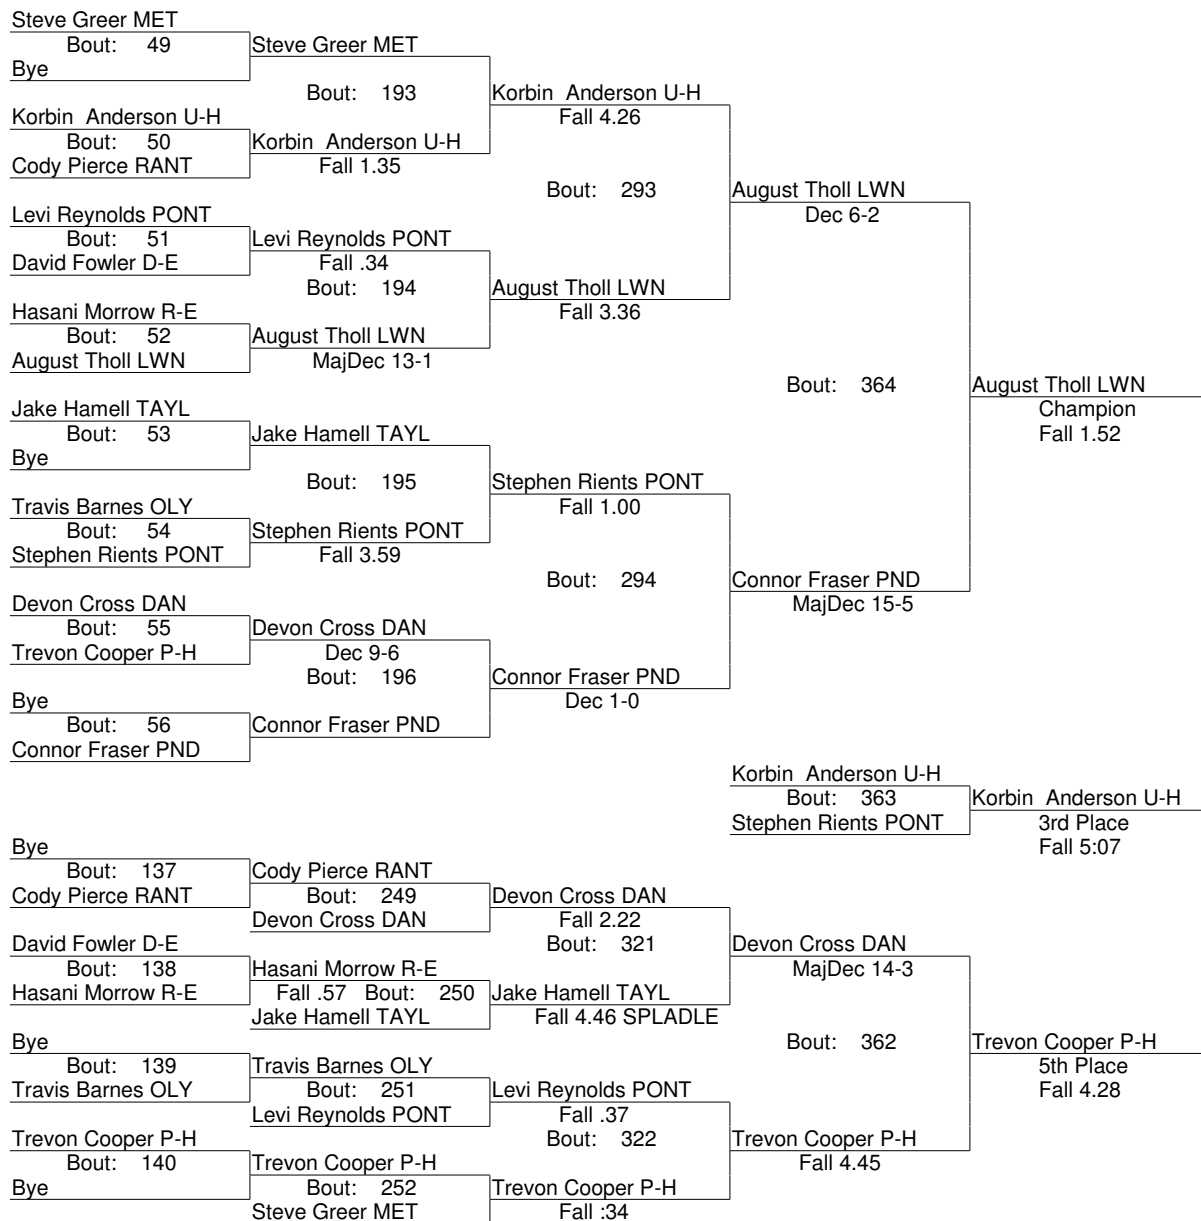 Steve Greer MET
Bout: 49 Steve Greer MET
Bye
Bout: 193 Korbin Anderson U-H
Korbin Anderson U-H Fall 4.26
Bout: 50 Korbin Anderson U-H
Cody Pierce RANT Fall 1.35
Bout: 293 August Tholl LWN
Levi Reynolds PONT Dec 6-2
Bout: 51 Levi Reynolds PONT
David Fowler D-E Fall .34
Bout: 194 August Tholl LWN
Hasani Morrow R-E Fall 3.36
Bout: 52 August Tholl LWN
August Tholl LWN MajDec 13-1
Bout: 364 August Tholl LWN
Jake Hamell TAYL Champion
Bout: 53 Jake Hamell TAYL Fall 1.52
Bye
Bout: 195 Stephen Rients PONT
Travis Barnes OLY Fall 1.00
Bout: 54 Stephen Rients PONT
Stephen Rients PONT Fall 3.59
Bout: 294 Connor Fraser PND
Devon Cross DAN MajDec 15-5
Bout: 55 Devon Cross DAN
Trevon Cooper P-H Dec 9-6
Bout: 196 Connor Fraser PND
Bye Dec 1-0
Bout: 56 Connor Fraser PND
Connor Fraser PND
Korbin Anderson U-H
Bout: 363 Korbin Anderson U-H
Stephen Rients PONT 3rd Place
Bye Fall 5:07
Bout: 137 Cody Pierce RANT
Cody Pierce RANT Bout: 249 Devon Cross DAN
Devon Cross DAN Fall 2.22
David Fowler D-E Bout: 321 Devon Cross DAN
Bout: 138 Hasani Morrow R-E MajDec 14-3
Hasani Morrow R-E Fall .57 Bout: 250 Jake Hamell TAYL
Jake Hamell TAYL Fall 4.46 SPLADLE
Bye Bout: 362 Trevon Cooper P-H
Bout: 139 Travis Barnes OLY 5th Place
Travis Barnes OLY Bout: 251 Levi Reynolds PONT Fall 4.28
Levi Reynolds PONT Fall .37
Trevon Cooper P-H Bout: 322 Trevon Cooper P-H
Bout: 140 Trevon Cooper P-H Fall 4.45
Bye Bout: 252 Trevon Cooper P-H
Steve Greer MET Fall :34